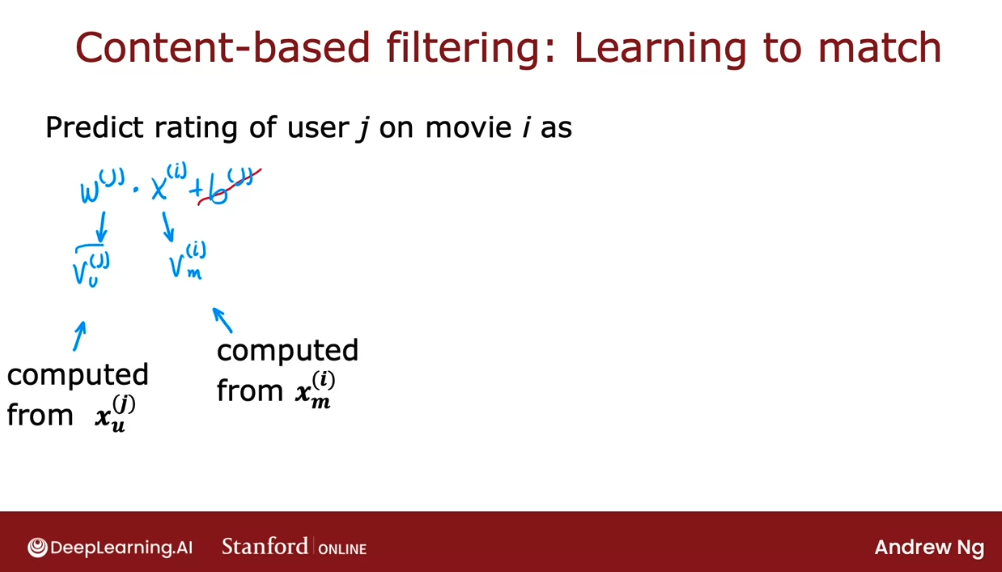 Content-based filtering: Learning to match
Predict rating of user j on movie i as
w^(j) · x^(i) + b^(j)
v_u^(j) v_m^(i)
computed
from x_u^(j)
computed
from x_m^(i)
DeepLearning.AI Stanford ONLINE Andrew Ng